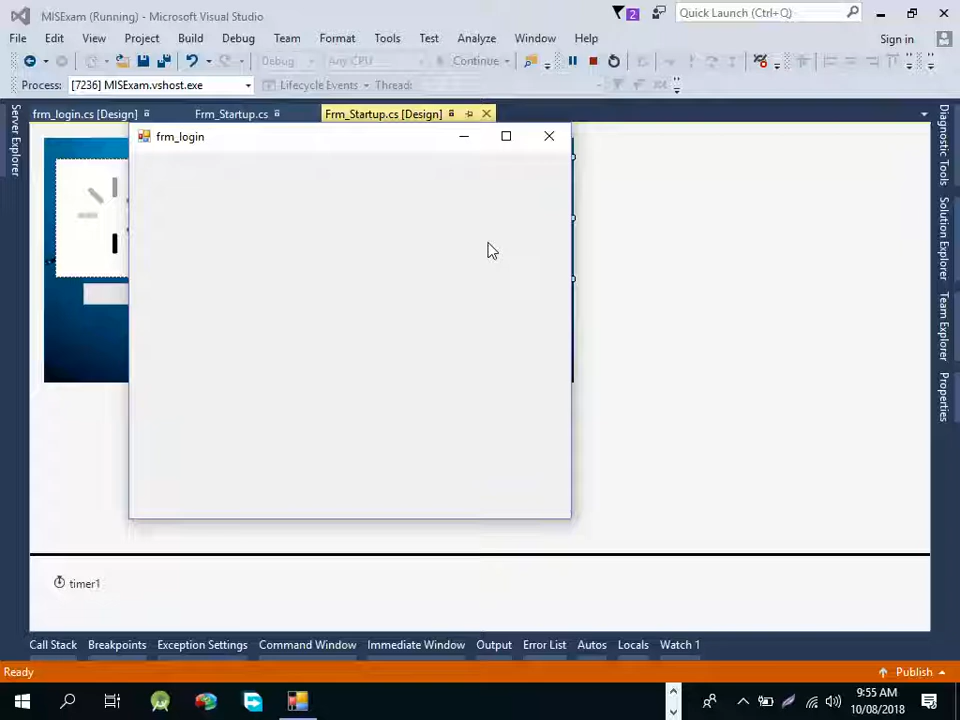 MISExam (Running) - Microsoft Visual Studio
2
Quick Launch (Ctrl+Q)
File Edit View Project Build Debug Team Format Tools Test Analyze Window Help
Sign in
Debug Any CPU Continue
Process: [7236] MISExam.vshost.exe Lifecycle Events Thread:
frm_login.cs [Design] Frm_Startup.cs Frm_Startup.cs [Design]
Server Explorer
frm_login
Diagnostic Tools
Solution Explorer
Team Explorer
Properties
timer1
Call Stack Breakpoints Exception Settings Command Window Immediate Window Output Error List Autos Locals Watch 1
Ready
Publish
9:55 AM
10/08/2018